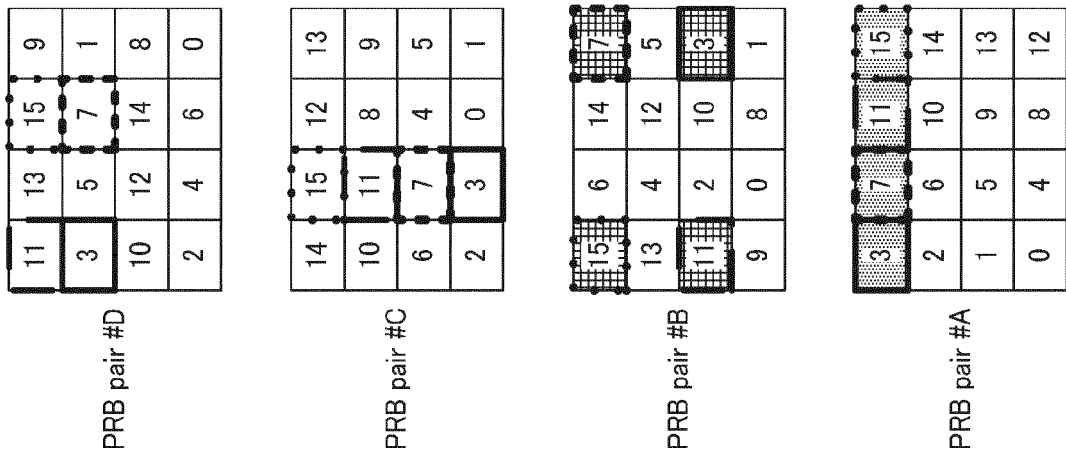 PRB pair #D
11 13 15 9
3 5 7 1
10 12 14 8
2 4 6 0
PRB pair #C
14 15 12 13
10 11 8 9
6 7 4 5
2 3 0 1
PRB pair #B
15 6 14 7
13 4 12 5
11 2 10 3
9 0 8 1
PRB pair #A
3 7 11 15
2 6 10 14
1 5 9 13
0 4 8 12